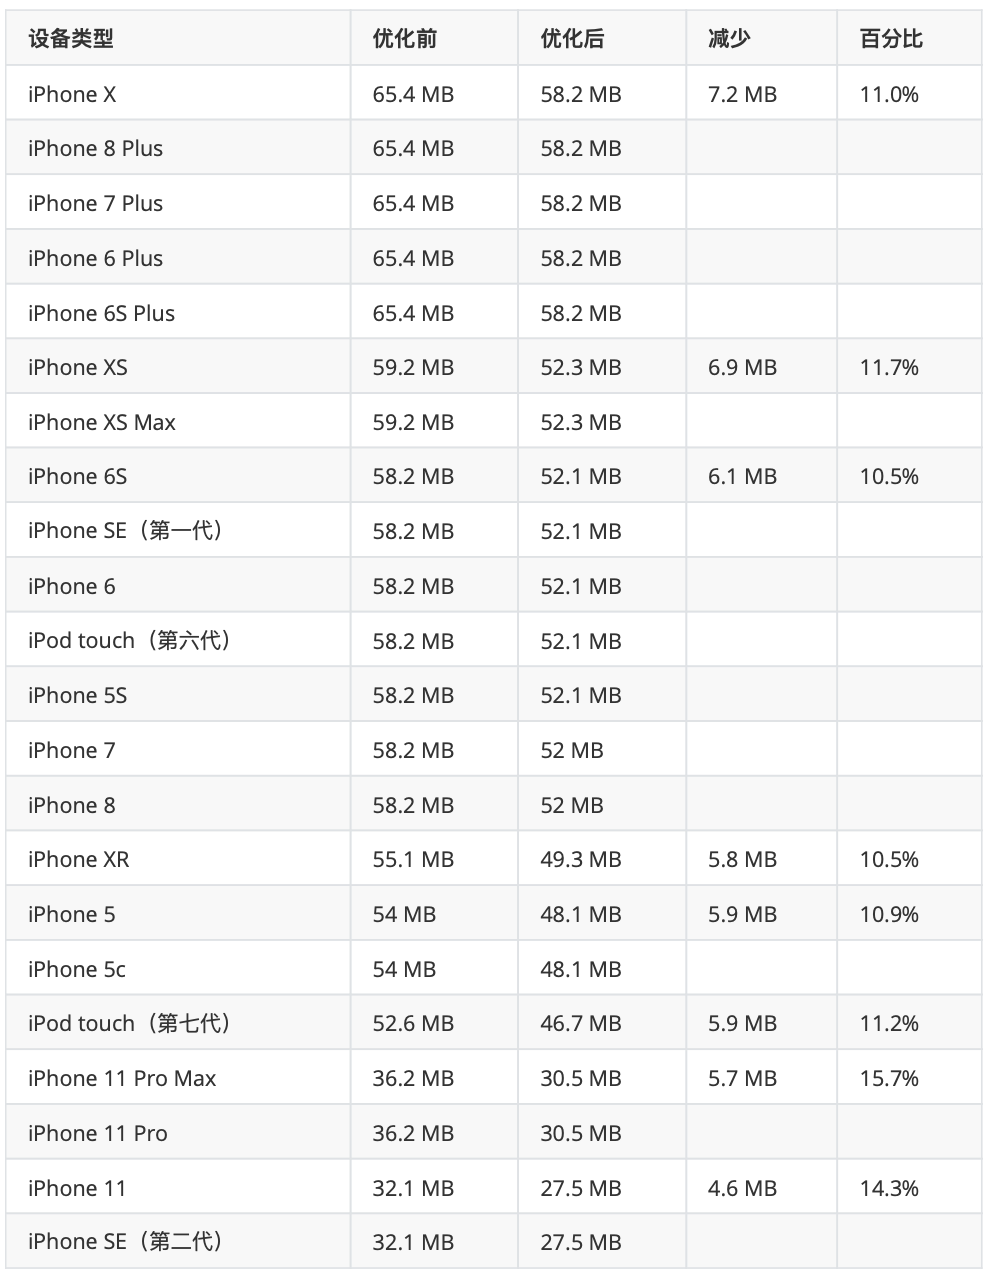 设备类型 优化前 优化后 减少 百分比
iPhone X 65.4 MB 58.2 MB 7.2 MB 11.0%
iPhone 8 Plus 65.4 MB 58.2 MB
iPhone 7 Plus 65.4 MB 58.2 MB
iPhone 6 Plus 65.4 MB 58.2 MB
iPhone 6S Plus 65.4 MB 58.2 MB
iPhone XS 59.2 MB 52.3 MB 6.9 MB 11.7%
iPhone XS Max 59.2 MB 52.3 MB
iPhone 6S 58.2 MB 52.1 MB 6.1 MB 10.5%
iPhone SE（第一代） 58.2 MB 52.1 MB
iPhone 6 58.2 MB 52.1 MB
iPod touch（第六代） 58.2 MB 52.1 MB
iPhone 5S 58.2 MB 52.1 MB
iPhone 7 58.2 MB 52 MB
iPhone 8 58.2 MB 52 MB
iPhone XR 55.1 MB 49.3 MB 5.8 MB 10.5%
iPhone 5 54 MB 48.1 MB 5.9 MB 10.9%
iPhone 5c 54 MB 48.1 MB
iPod touch（第七代） 52.6 MB 46.7 MB 5.9 MB 11.2%
iPhone 11 Pro Max 36.2 MB 30.5 MB 5.7 MB 15.7%
iPhone 11 Pro 36.2 MB 30.5 MB
iPhone 11 32.1 MB 27.5 MB 4.6 MB 14.3%
iPhone SE（第二代） 32.1 MB 27.5 MB